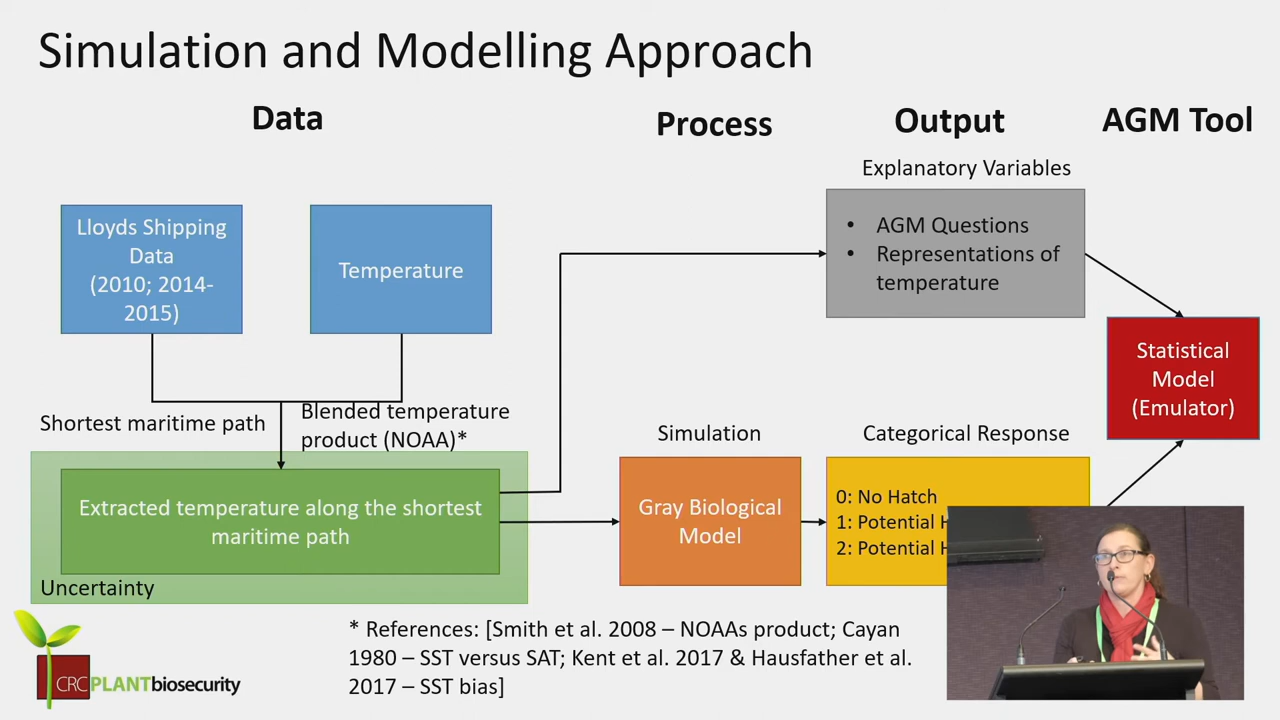 Simulation and Modelling Approach
Data
Process
Output
AGM Tool
Explanatory Variables
Lloyds Shipping
Data
(2010; 2014-
2015)
Temperature
• AGM Questions
• Representations of
temperature
Statistical
Model
(Emulator)
Shortest maritime path
Blended temperature
product (NOAA)*
Simulation
Categorical Response
Extracted temperature along the shortest
maritime path
Uncertainty
Gray Biological
Model
0: No Hatch
1: Potential
2: Potential
* References: [Smith et al. 2008 – NOAAs product; Cayan
1980 – SST versus SAT; Kent et al. 2017 & Hausfather et al.
2017 – SST bias]
CRCPLANTbiosecurity